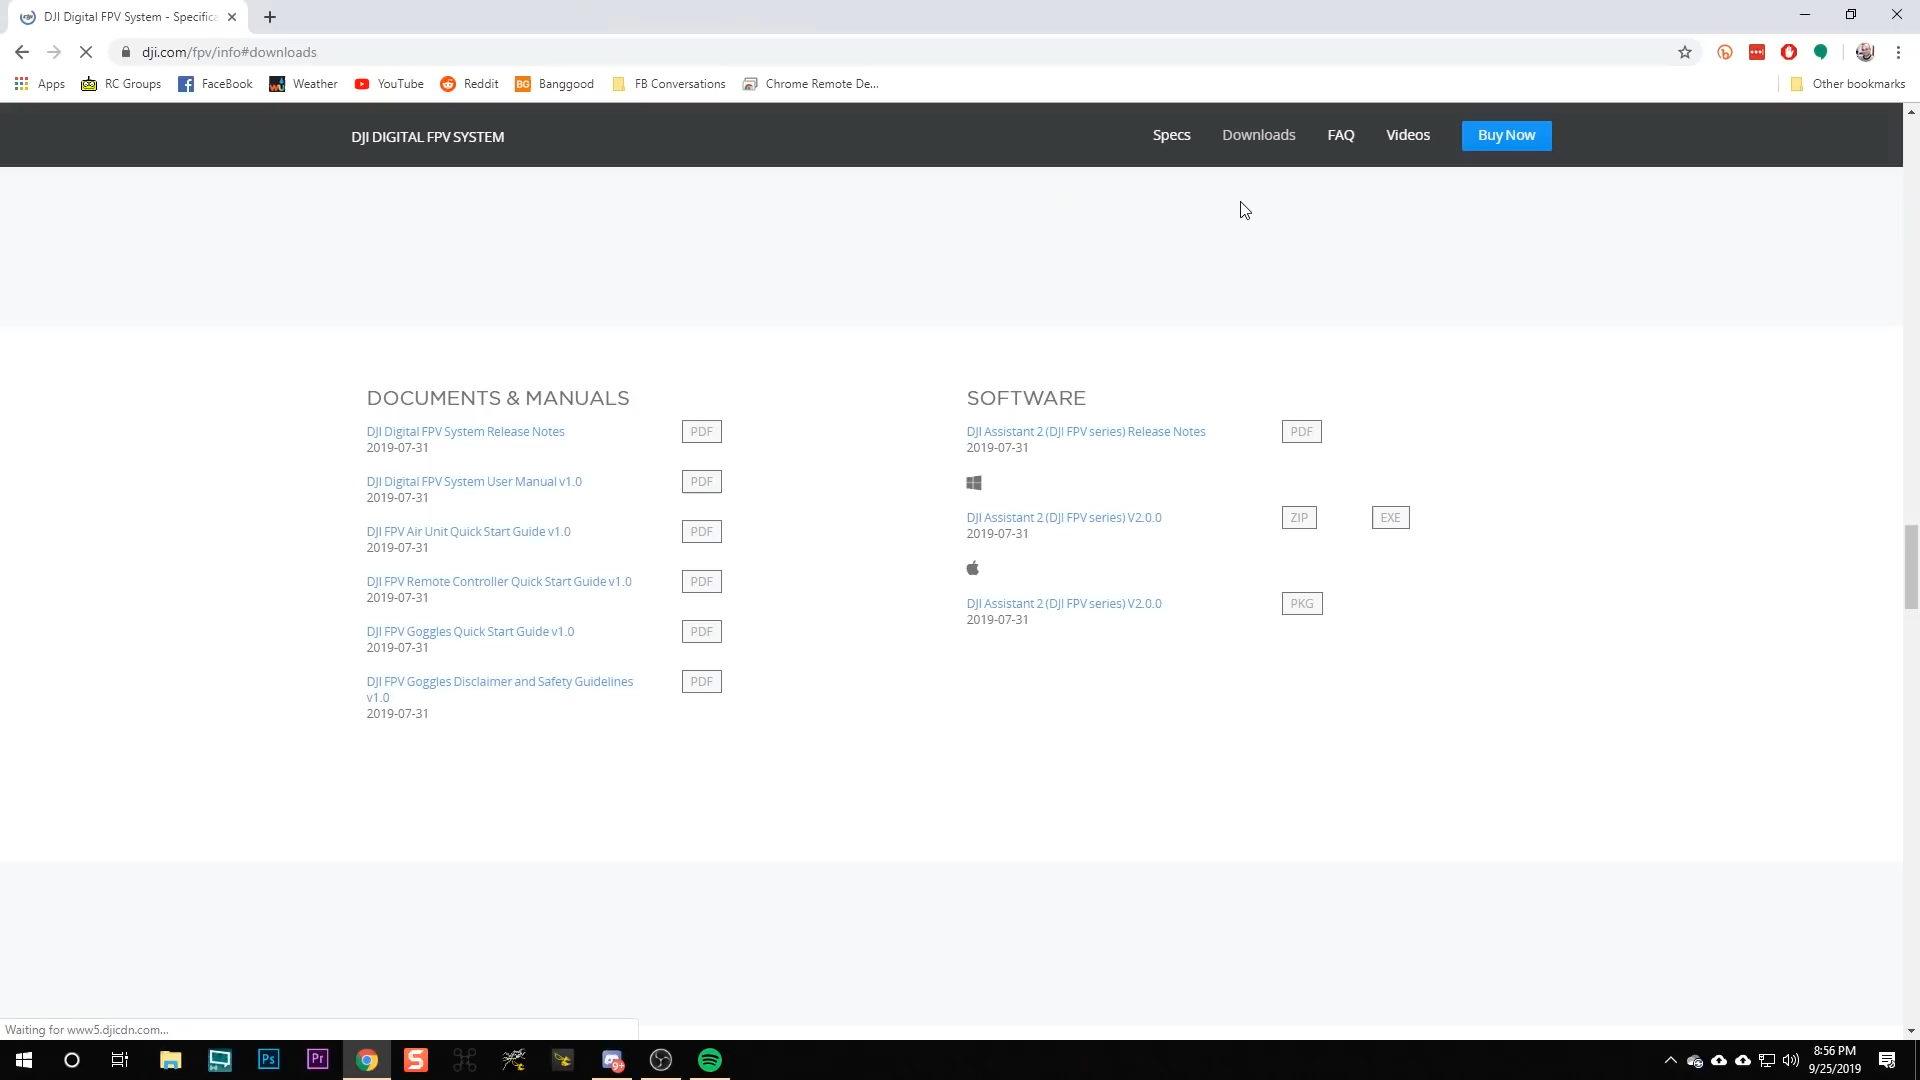 DJI Digital FPV System - Specifica
dji.com/fpv/info#downloads
Apps RC Groups FaceBook Weather YouTube Reddit BG Banggood FB Conversations Chrome Remote De... Other bookmarks
DJI DIGITAL FPV SYSTEM Specs Downloads FAQ Videos Buy Now
DOCUMENTS & MANUALS
DJI Digital FPV System Release Notes PDF
2019-07-31
DJI Digital FPV System User Manual v1.0 PDF
2019-07-31
DJI FPV Air Unit Quick Start Guide v1.0 PDF
2019-07-31
DJI FPV Remote Controller Quick Start Guide v1.0 PDF
2019-07-31
DJI FPV Goggles Quick Start Guide v1.0 PDF
2019-07-31
DJI FPV Goggles Disclaimer and Safety Guidelines PDF
v1.0
2019-07-31
SOFTWARE
DJI Assistant 2 (DJI FPV series) Release Notes PDF
2019-07-31
DJI Assistant 2 (DJI FPV series) V2.0.0 ZIP EXE
2019-07-31
DJI Assistant 2 (DJI FPV series) V2.0.0 PKG
2019-07-31
Waiting for www5.djicdn.com...
Ps Pr S 9+
8:56 PM
9/25/2019